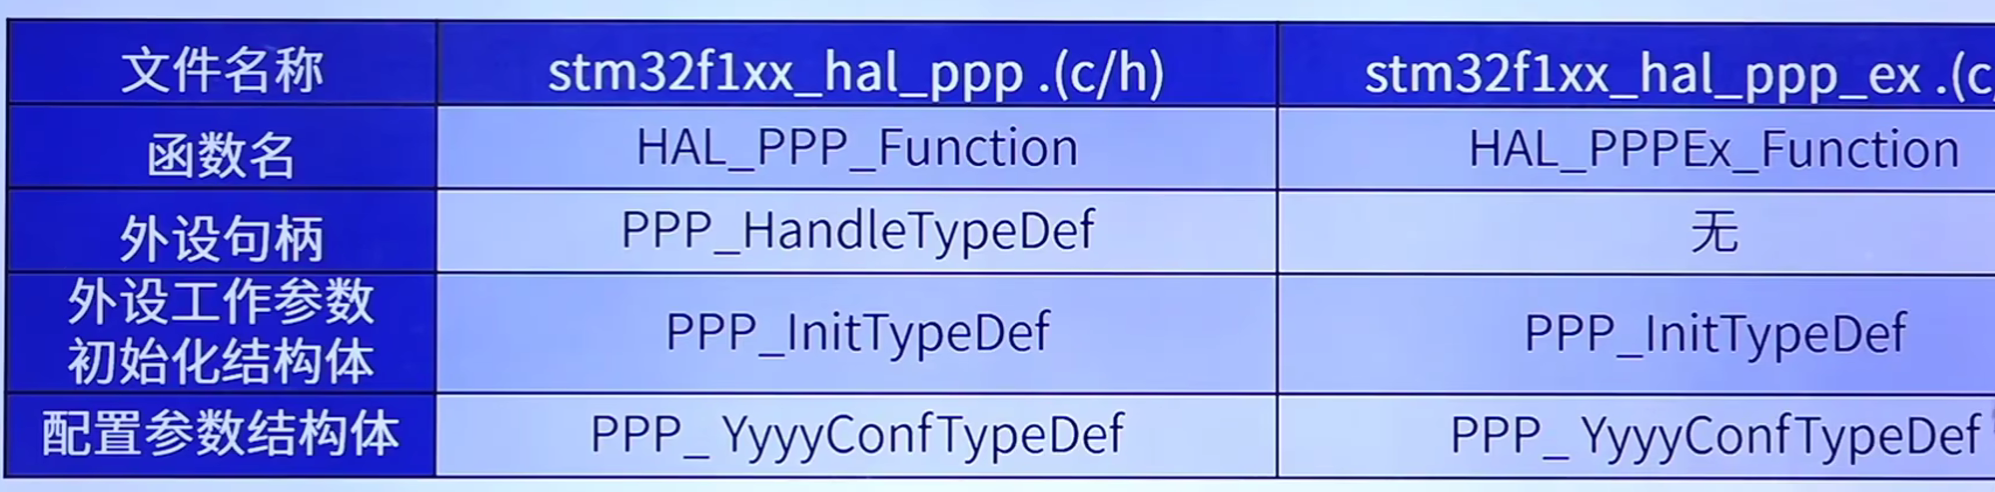 文件名称
stm32f1xx_hal_ppp .(c/h)
stm32f1xx_hal_ppp_ex .(c
函数名
HAL_PPP_Function
HAL_PPPEx_Function
外设句柄
PPP_HandleTypeDef
无
外设工作参数
初始化结构体
PPP_InitTypeDef
PPP_InitTypeDef
配置参数结构体
PPP_ YyyyConfTypeDef
PPP_ YyyyConfTypeDef